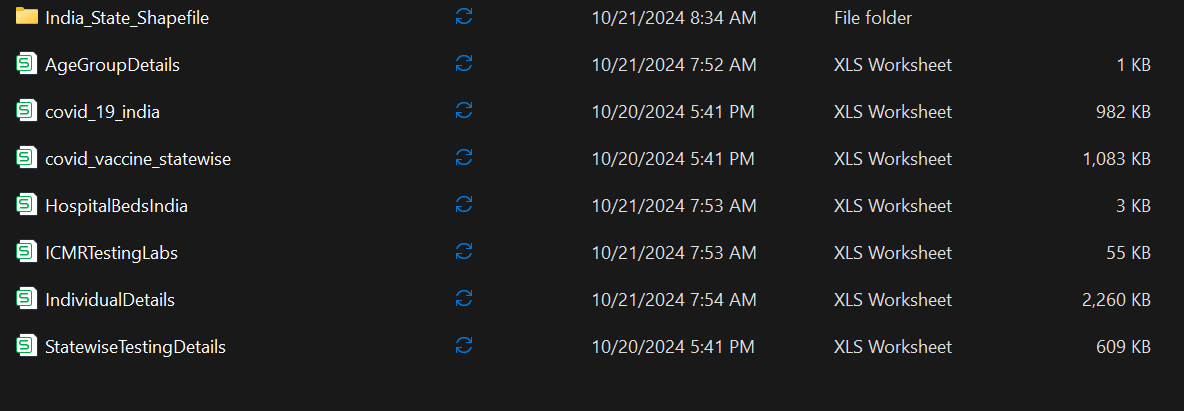 India_State_Shapefile 10/21/2024 8:34 AM File folder
AgeGroupDetails 10/21/2024 7:52 AM XLS Worksheet 1 KB
covid_19_india 10/20/2024 5:41 PM XLS Worksheet 982 KB
covid_vaccine_statewise 10/20/2024 5:41 PM XLS Worksheet 1,083 KB
HospitalBedsIndia 10/21/2024 7:53 AM XLS Worksheet 3 KB
ICMRTestingLabs 10/21/2024 7:53 AM XLS Worksheet 55 KB
IndividualDetails 10/21/2024 7:54 AM XLS Worksheet 2,260 KB
StatewiseTestingDetails 10/20/2024 5:41 PM XLS Worksheet 609 KB